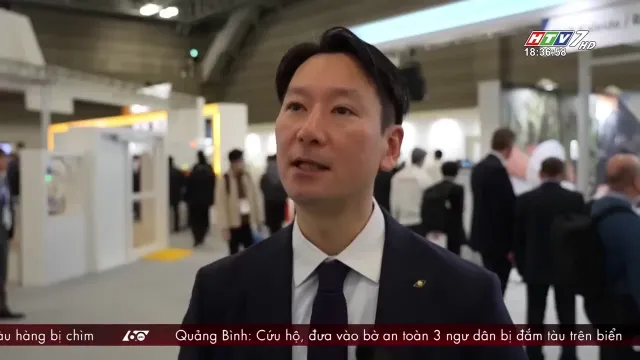 HTV7 HD
18:36:58
àu hàng bị chìm 60 Quảng Bình: Cứu hộ, đưa vào bờ an toàn 3 ngư dân bị đắm tàu trên biển